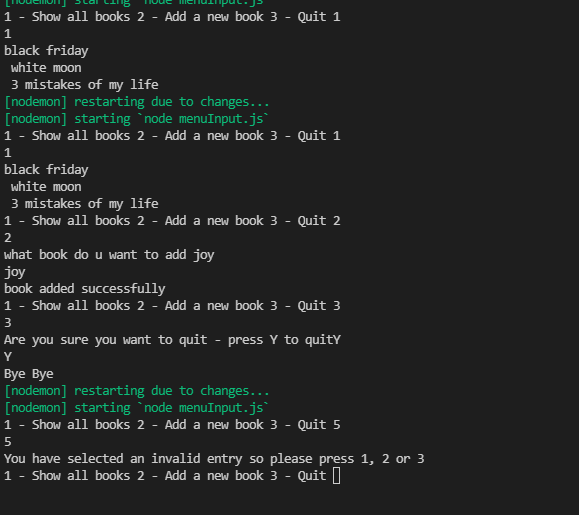 [nodemon] starting `node menuInput.js`
1 - Show all books 2 - Add a new book 3 - Quit 1
1
black friday
 white moon
 3 mistakes of my life
[nodemon] restarting due to changes...
[nodemon] starting `node menuInput.js`
1 - Show all books 2 - Add a new book 3 - Quit 1
1
black friday
 white moon
 3 mistakes of my life
1 - Show all books 2 - Add a new book 3 - Quit 2
2
what book do u want to add joy
joy
book added successfully
1 - Show all books 2 - Add a new book 3 - Quit 3
3
Are you sure you want to quit - press Y to quitY
Y
Bye Bye
[nodemon] restarting due to changes...
[nodemon] starting `node menuInput.js`
1 - Show all books 2 - Add a new book 3 - Quit 5
5
You have selected an invalid entry so please press 1, 2 or 3
1 - Show all books 2 - Add a new book 3 - Quit